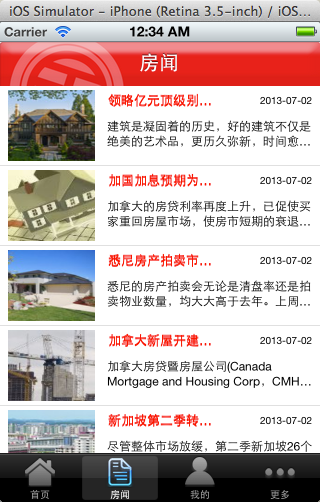 iOS Simulator - iPhone (Retina 3.5-inch) / iOS...
Carrier
12:34 AM
房闻
领略亿元顶级别...
2013-07-02
建筑是凝固着的历史，好的建筑不仅是
绝美的艺术品，更历久弥新，时间愈...
加国加息预期为...
2013-07-02
加拿大的房贷利率再度上升，已促使买
家重回房屋市场，使房市短期的衰退...
悉尼房产拍卖市...
2013-07-02
悉尼的房产拍卖会无论是清盘率还是拍
卖物业数量，均大大高于去年。上周...
加拿大新屋开建...
2013-07-02
加拿大房贷暨房屋公司(Canada
Mortgage and Housing Corp，CMH...
新加坡第二季转...
2013-07-02
尽管整体市场放缓，第二季新加坡26个
首页
房闻
我的
更多